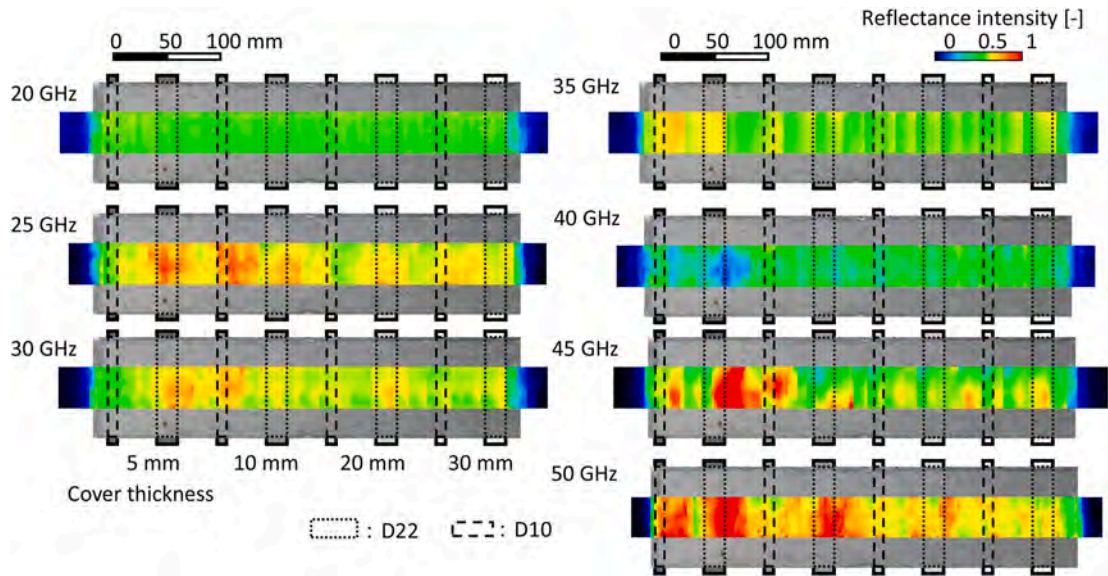 0 50 100 mm
20 GHz
25 GHz
30 GHz
5 mm 10 mm 20 mm 30 mm
Cover thickness
: D22 : D10
Reflectance intensity [-]
0 50 100 mm
0 0.5 1
35 GHz
40 GHz
45 GHz
50 GHz